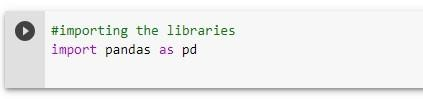 #importing the libraries
import pandas as pd